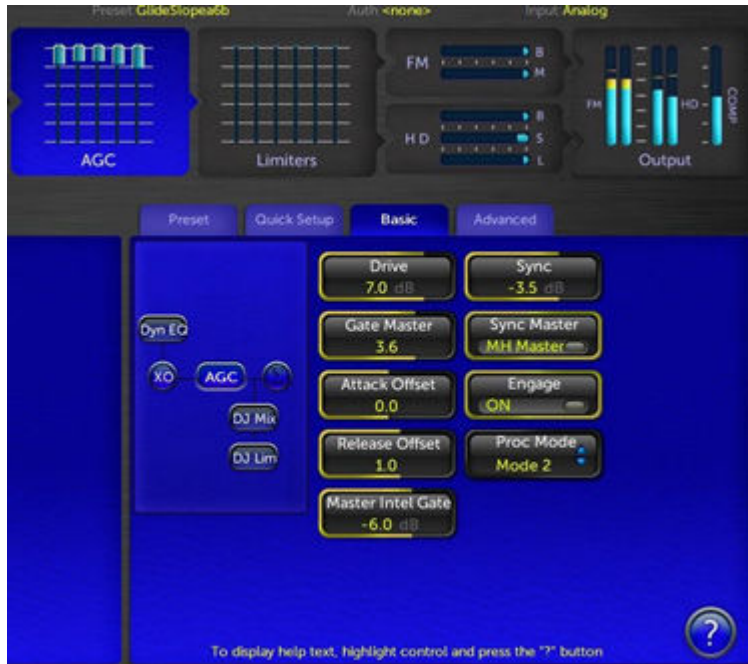 Preset GlideSlopea6b Auth <none> Input Analog
FM B
M
HD B
S
L
FM HD COMP
AGC Limiters Output
Preset Quick Setup Basic Advanced
Drive
7.0 dB
Sync
-3.5 dB
Gate Master
3.6
Sync Master
MH Master
Attack Offset
0.0
Engage
ON
Release Offset
1.0
Proc Mode
Mode 2
Master Intel Gate
-6.0 dB
Dyn EQ
XO AGC
DJ Mix
DJ Lim
?
To display help text, highlight control and press the "?" button